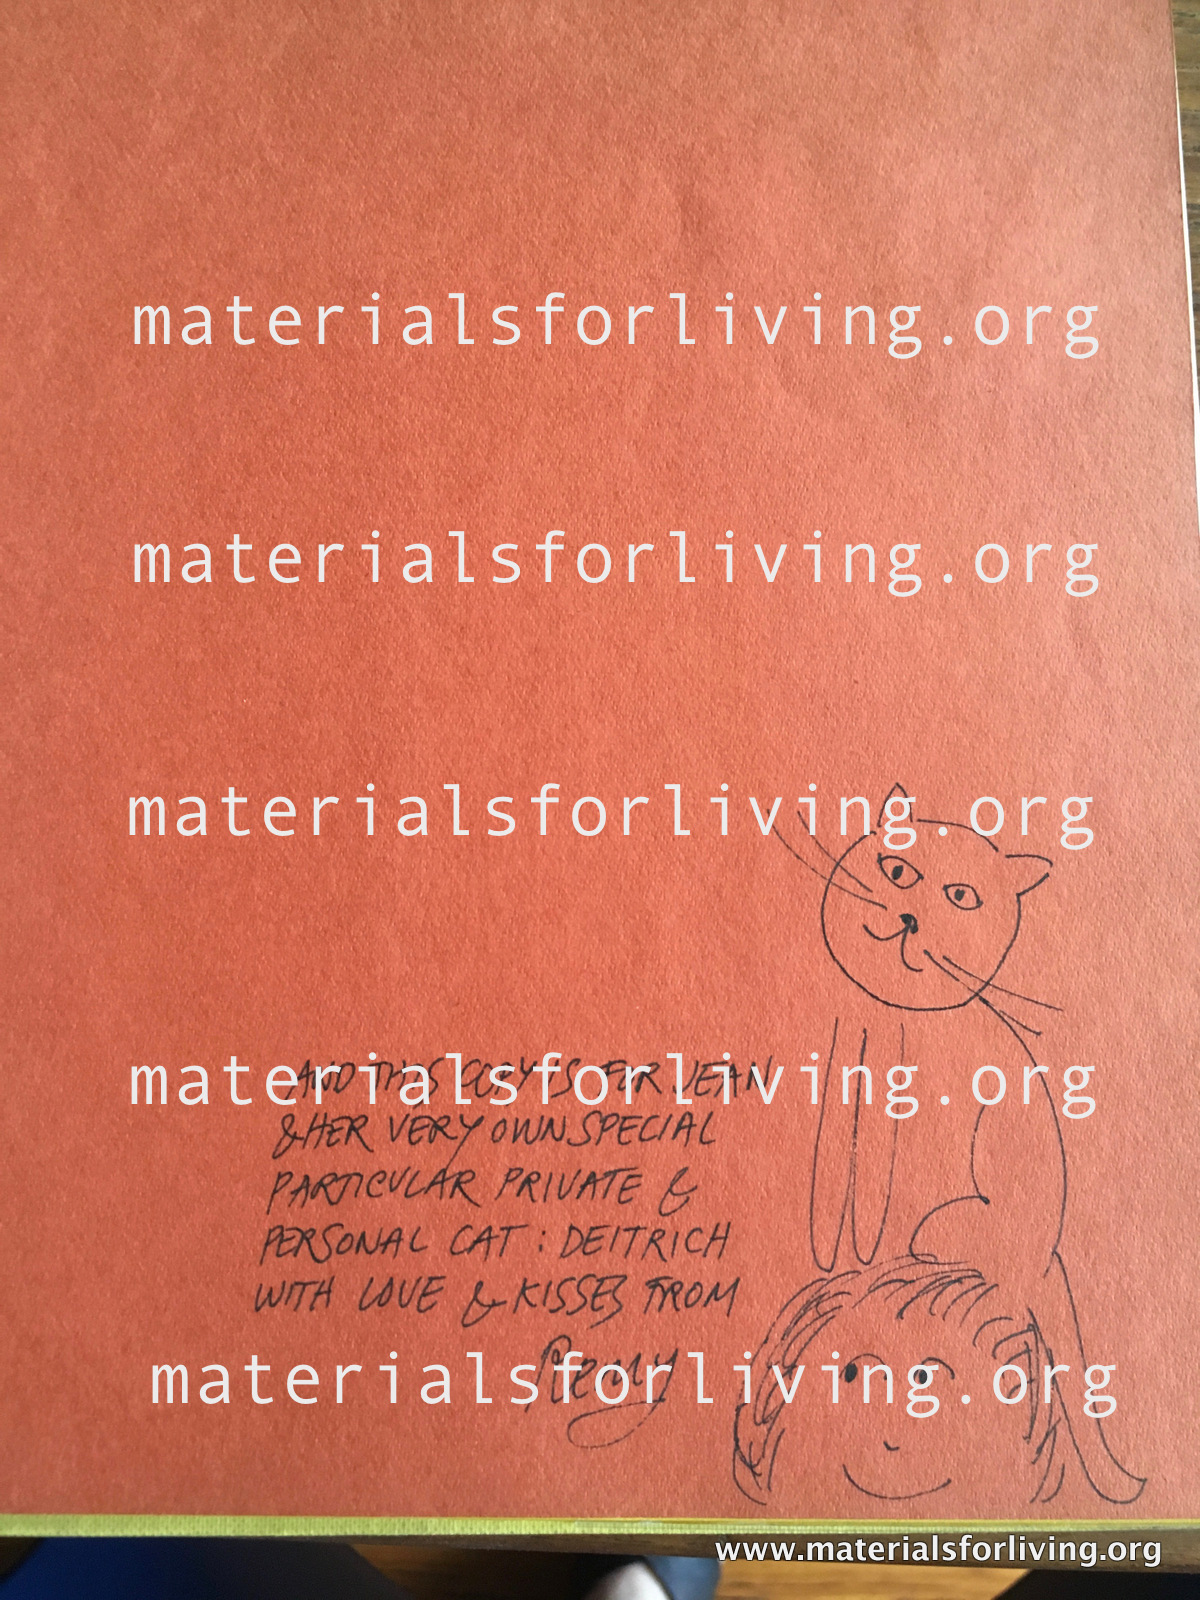 materialsforliving.org
materialsforliving.org
materialsforliving.org
materialsforliving.org
AND THIS COPY IS FOR JEAN
& HER VERY OWN SPECIAL
PARTICULAR PRIVATE &
PERSONAL CAT : DEITRICH
WITH LOVE & KISSES FROM
Remy
materialsforliving.org
www.materialsforliving.org